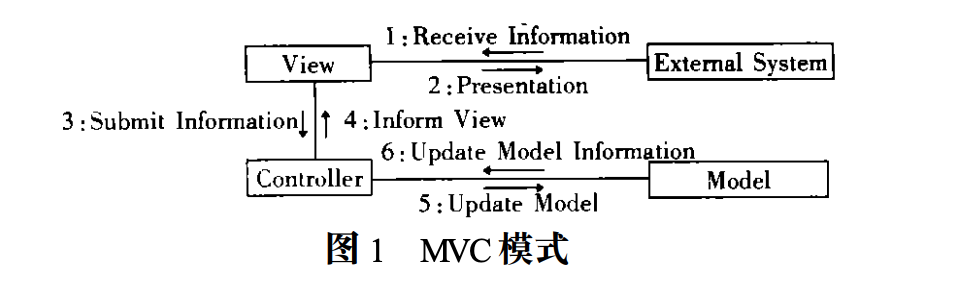 1:Receive Information
View
External System
2:Presentation
3:Submit Information
4:Inform View
6:Update Model Information
Controller
Model
5:Update Model
图 1 MVC 模式